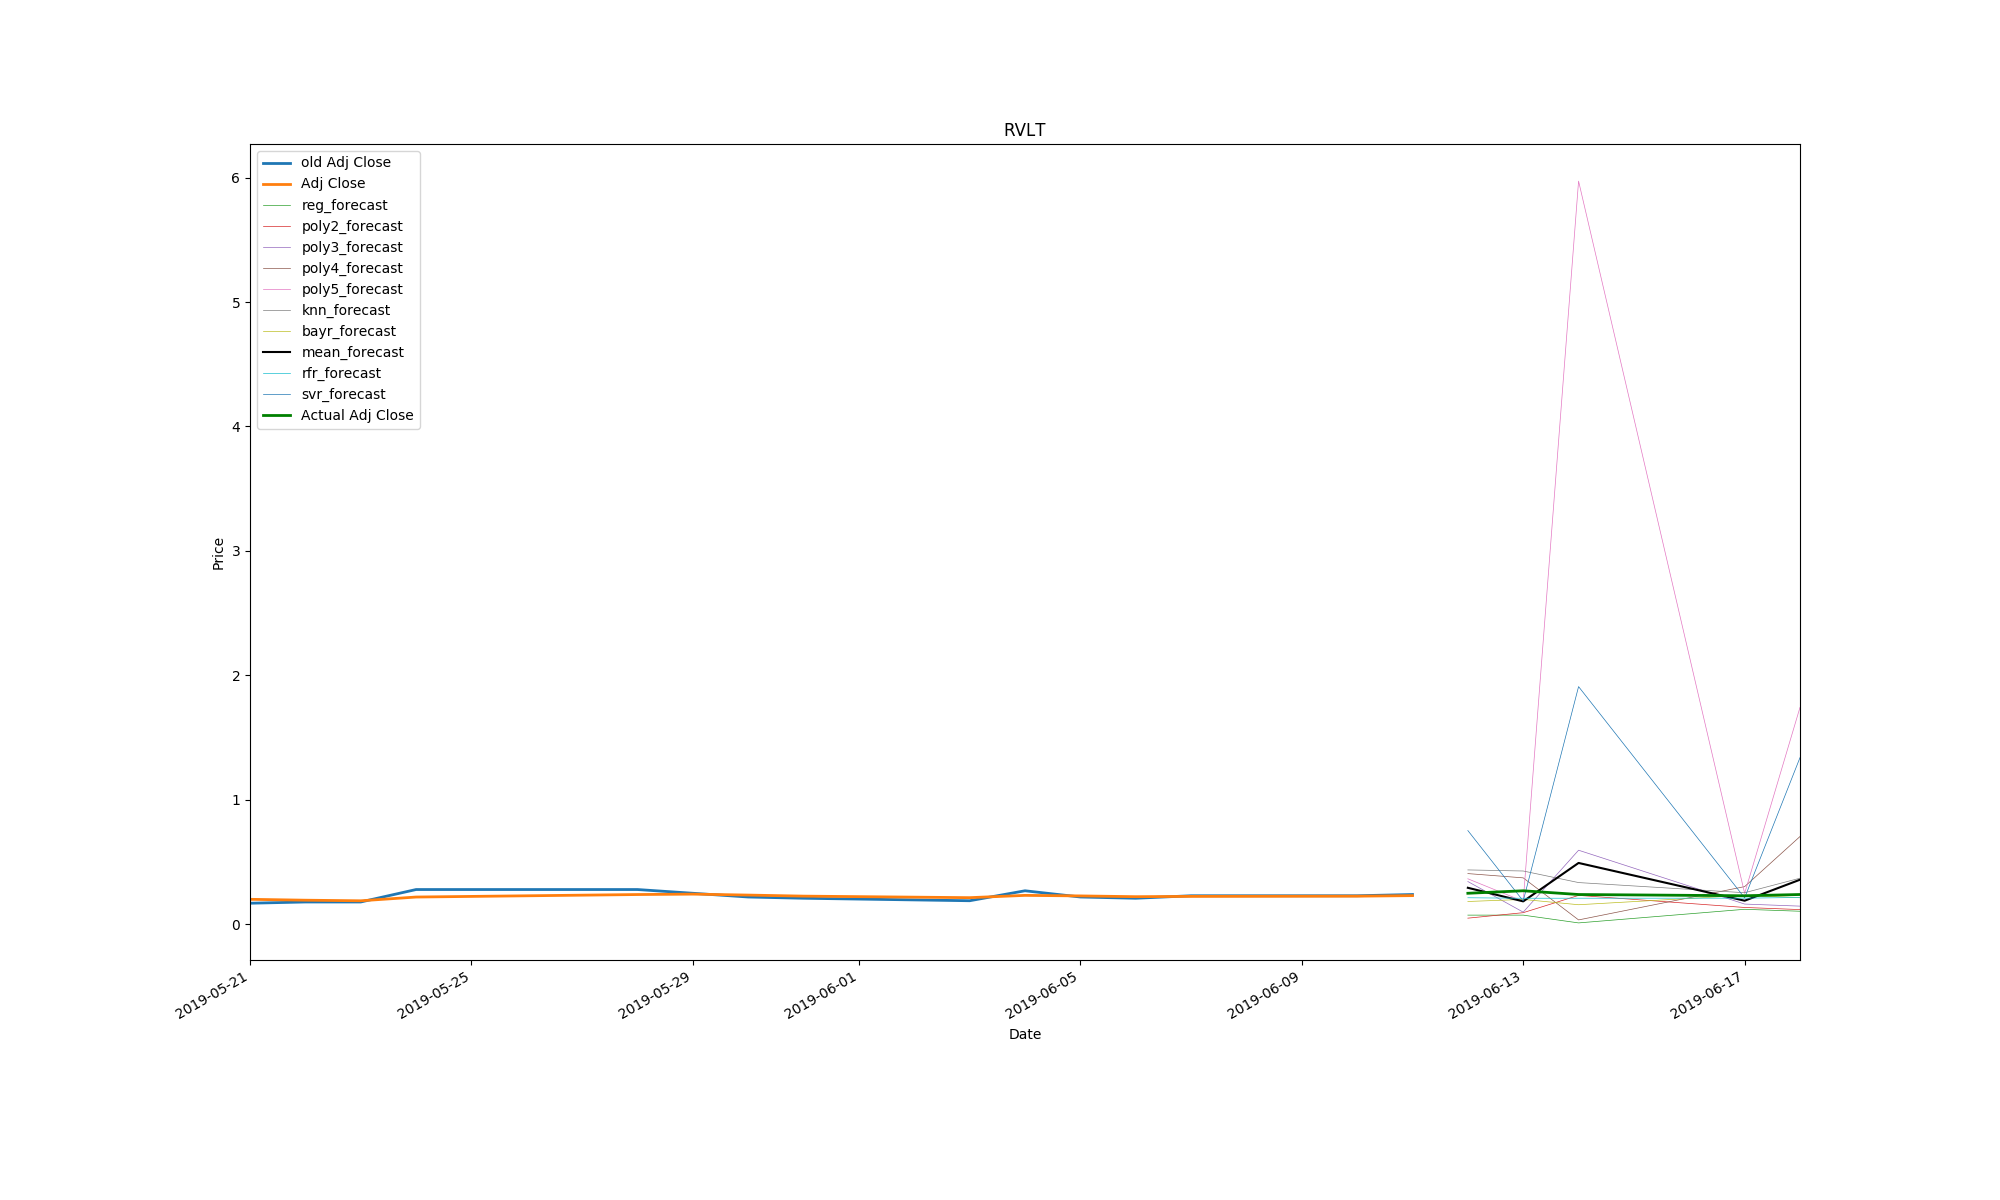 RVLT
old Adj Close
Adj Close
reg_forecast
poly2_forecast
poly3_forecast
poly4_forecast
poly5_forecast
knn_forecast
bayr_forecast
mean_forecast
rfr_forecast
svr_forecast
Actual Adj Close
6
5
4
3
2
1
0
Price
2019-05-21
2019-05-25
2019-05-29
2019-06-01
2019-06-05
2019-06-09
2019-06-13
2019-06-17
Date